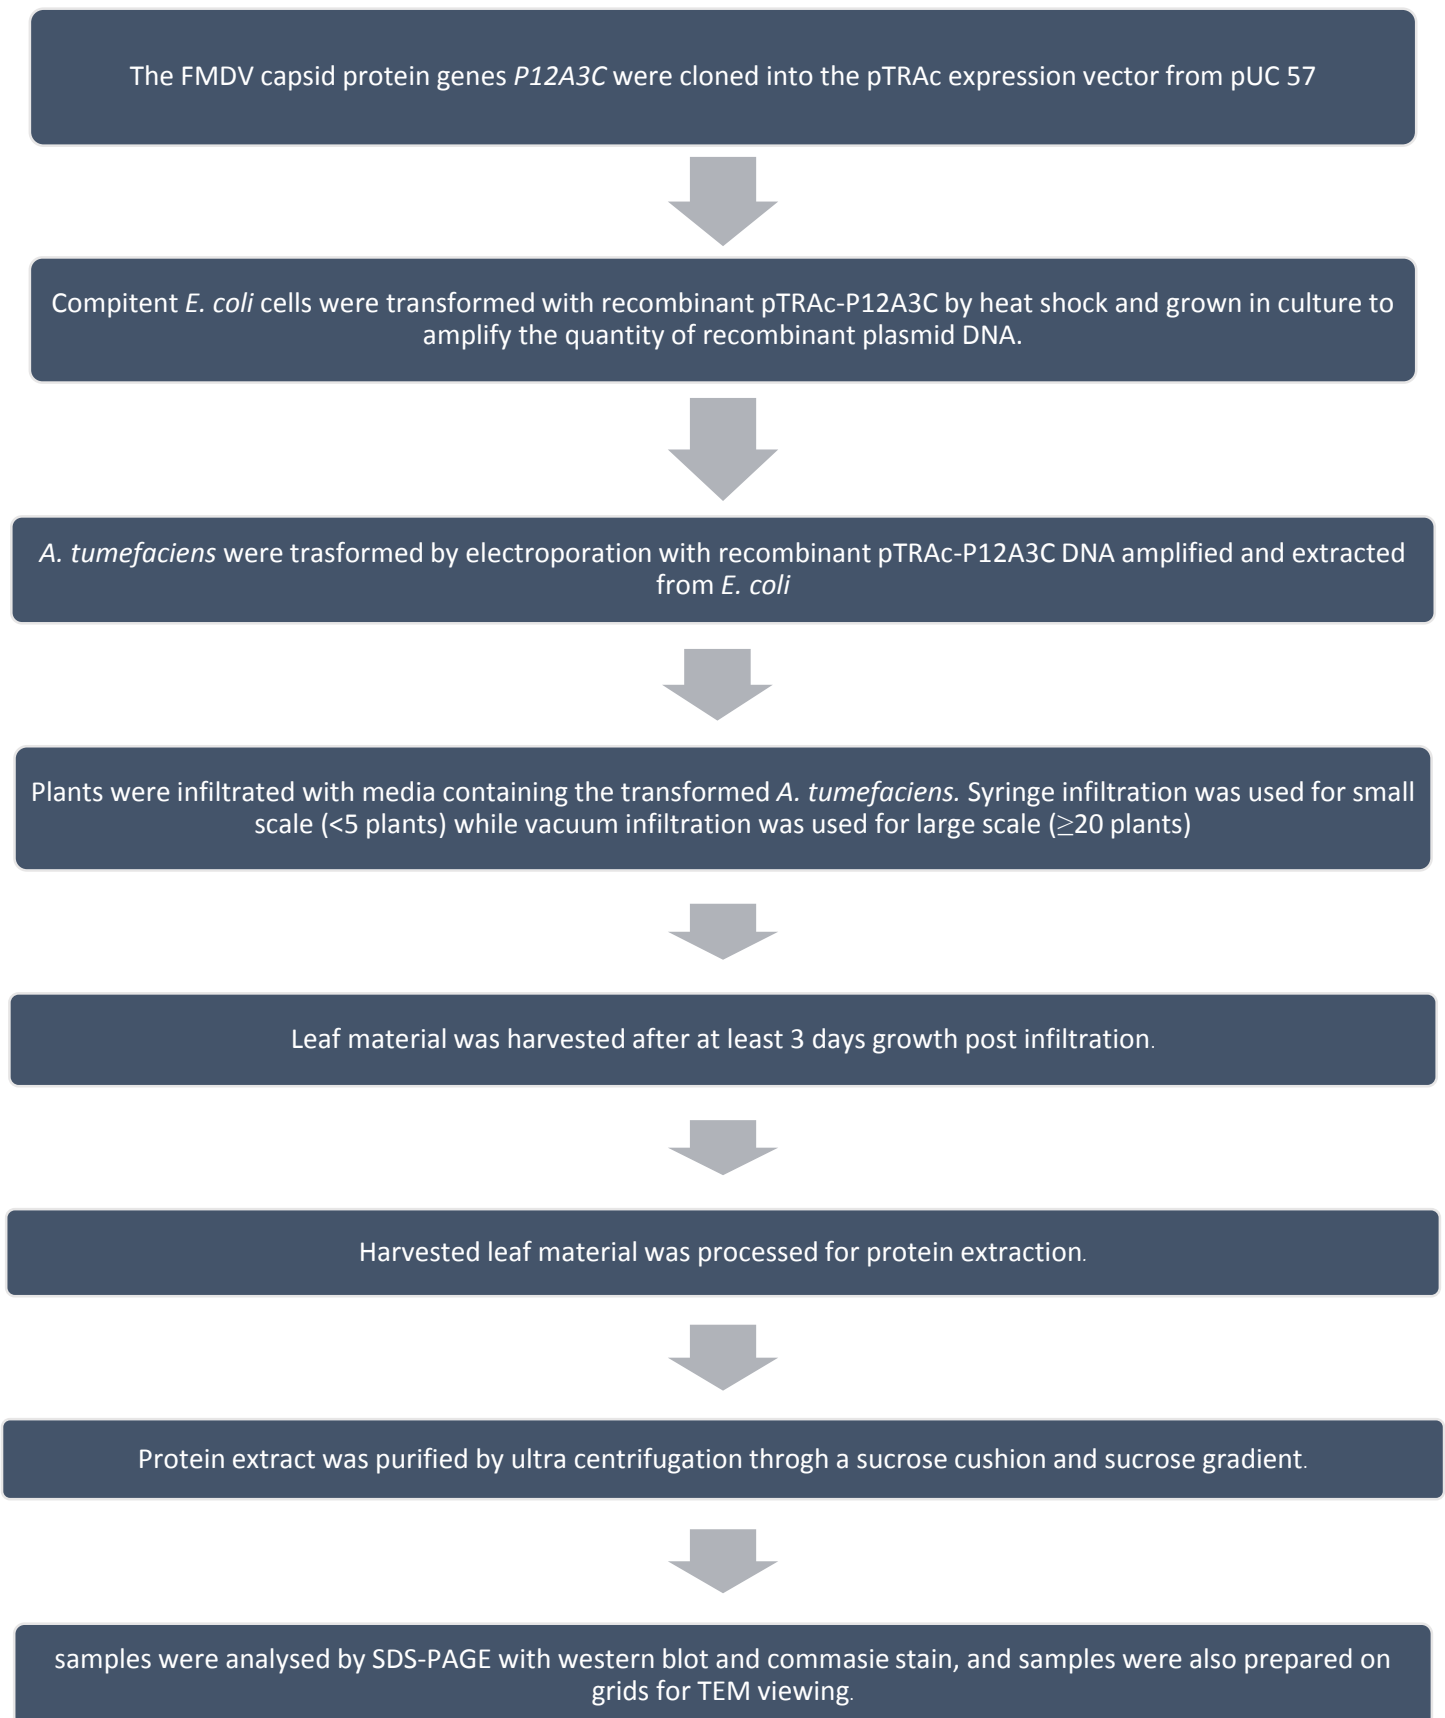 The FMDV capsid protein genes P12A3C were cloned into the pTRAc expression vector from pUC 57
Compitent E. coli cells were transformed with recombinant pTRAc-P12A3C by heat shock and grown in culture to
amplify the quantity of recombinant plasmid DNA.
A. tumefaciens were trasformed by electroporation with recombinant pTRAc-P12A3C DNA amplified and extracted
from E. coli
Plants were infiltrated with media containing the transformed A. tumefaciens. Syringe infiltration was used for small
scale (<5 plants) while vacuum infiltration was used for large scale (≥20 plants)
Leaf material was harvested after at least 3 days growth post infiltration.
Harvested leaf material was processed for protein extraction.
Protein extract was purified by ultra centrifugation throgh a sucrose cushion and sucrose gradient.
samples were analysed by SDS-PAGE with western blot and commasie stain, and samples were also prepared on
grids for TEM viewing.